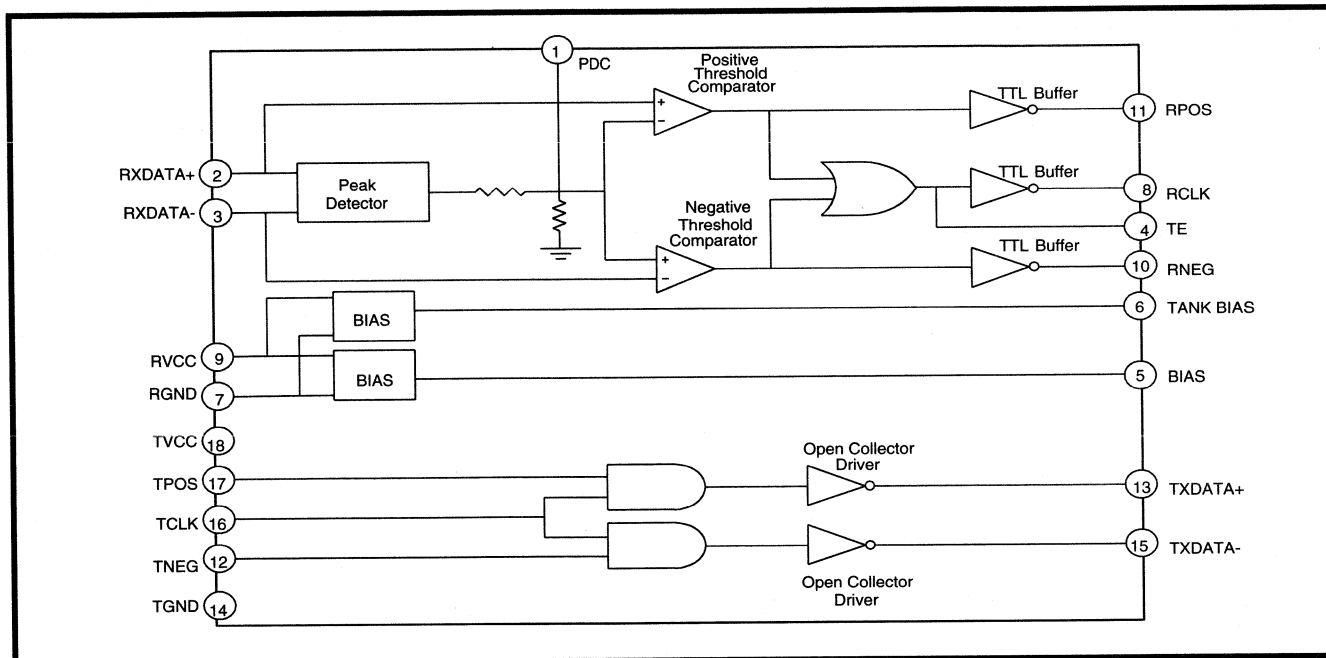 1
PDC
Positive
Threshold
Comparator
+
−
TTL Buffer
11
RPOS
RXDATA+
2
RXDATA-
3
Peak
Detector
TTL Buffer
8
RCLK
4
TE
Negative
Threshold
Comparator
+
−
TTL Buffer
10
RNEG
BIAS
6
TANK BIAS
RVCC
9
BIAS
5
BIAS
RGND
7
TVCC
18
TPOS
17
Open Collector
Driver
13
TXDATA+
TCLK
16
TNEG
12
15
TXDATA-
Open Collector
Driver
TGND
14